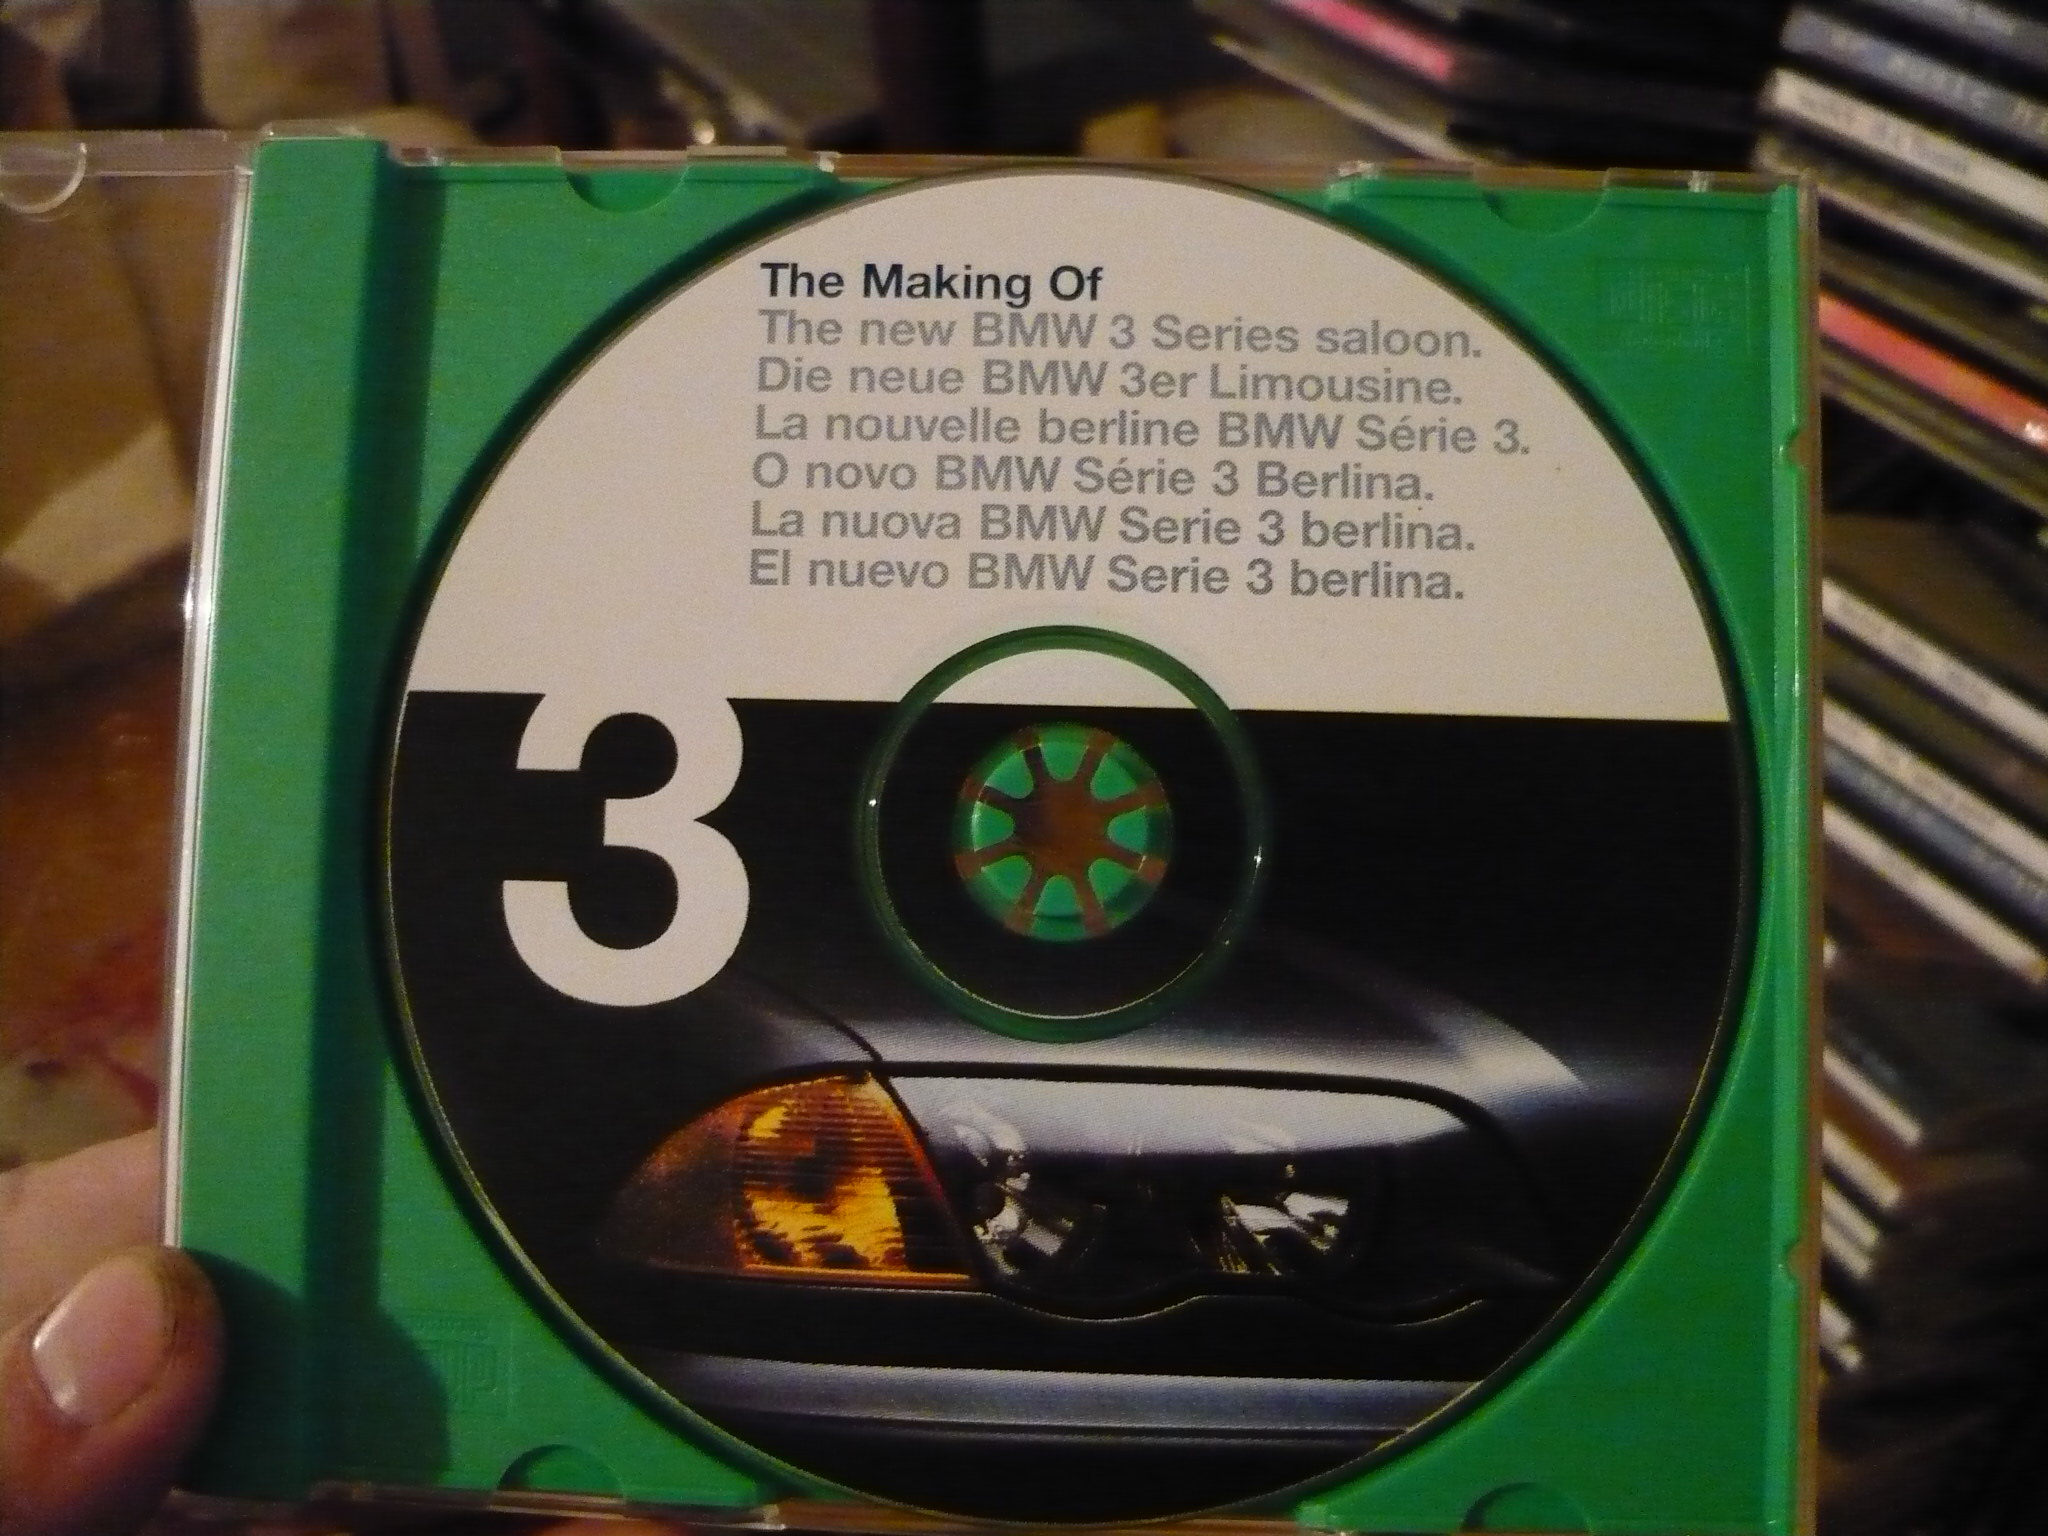 The Making Of
The new BMW 3 Series saloon.
Die neue BMW 3er Limousine.
La nouvelle berline BMW Série 3.
O novo BMW Série 3 Berlina.
La nuova BMW Serie 3 berlina.
El nuevo BMW Serie 3 berlina.
3